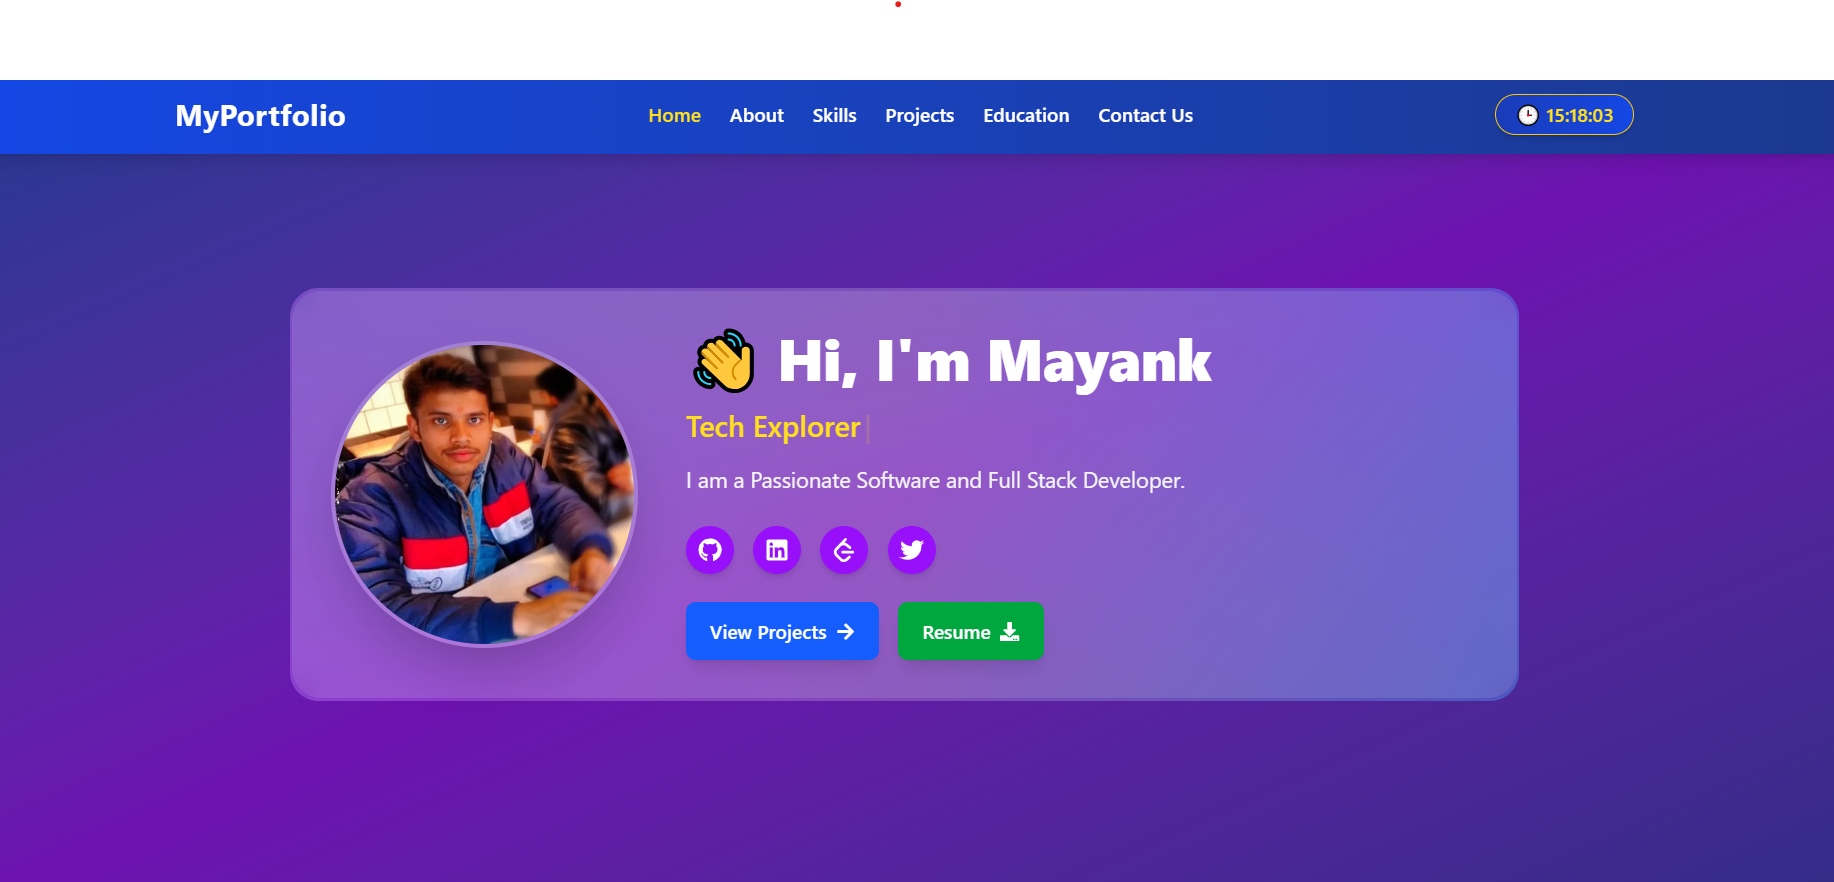 MyPortfolio
Home About Skills Projects Education Contact Us
15:18:03
Hi, I'm Mayank
Tech Explorer
I am a Passionate Software and Full Stack Developer.
View Projects
Resume